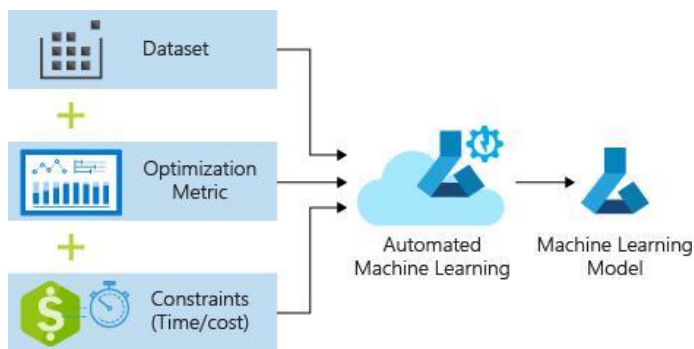 Dataset
Optimization
Metric
Constraints
(Time/cost)
Automated
Machine Learning
Machine Learning
Model